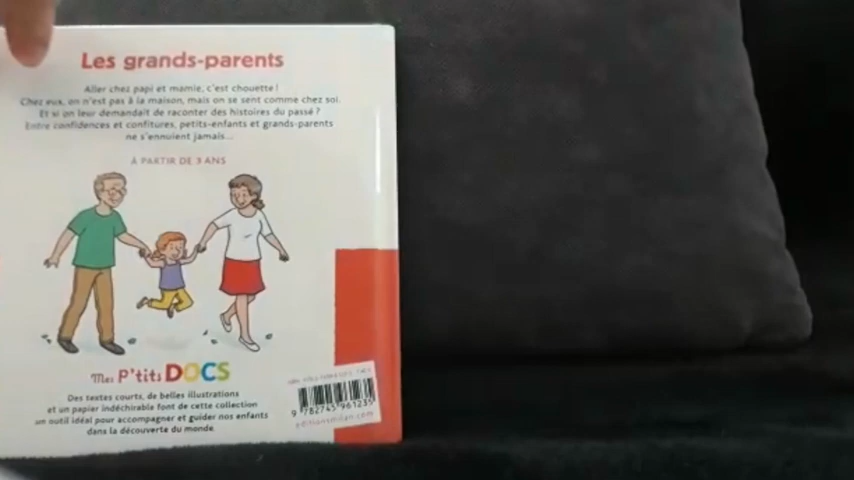 Les grands-parents
Aller chez papi et mamie, c'est chouette !
Chez eux, on n'est pas à la maison, mais on se sent comme chez soi.
Et si on leur demandait de raconter des histoires du passé ?
Entre confidences et confitures, petits-enfants et grands-parents
ne s'ennuient jamais...
À PARTIR DE 3 ANS
Mes P'tits DOCS
Des textes courts, de belles illustrations
et un papier indéchirable font de cette collection
un outil idéal pour accompagner et guider nos enfants
dans la découverte du monde
9 782745 961235